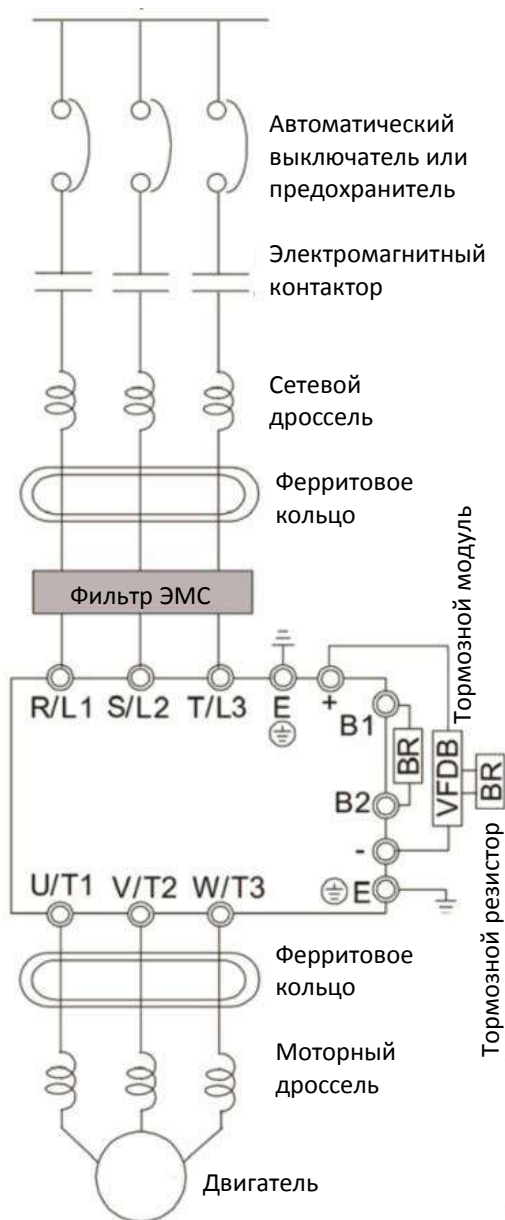 Автоматический
выключатель или
предохранитель
Электромагнитный
контактор
Сетевой
дроссель
Ферритовое
кольцо
Фильтр ЭМС
Тормозной модуль
R/L1 S/L2 T/L3 E +
B1
BR
VFDB
BR
B2
-
E
U/T1 V/T2 W/T3
Тормозной резистор
Ферритовое
кольцо
Моторный
дроссель
Двигатель